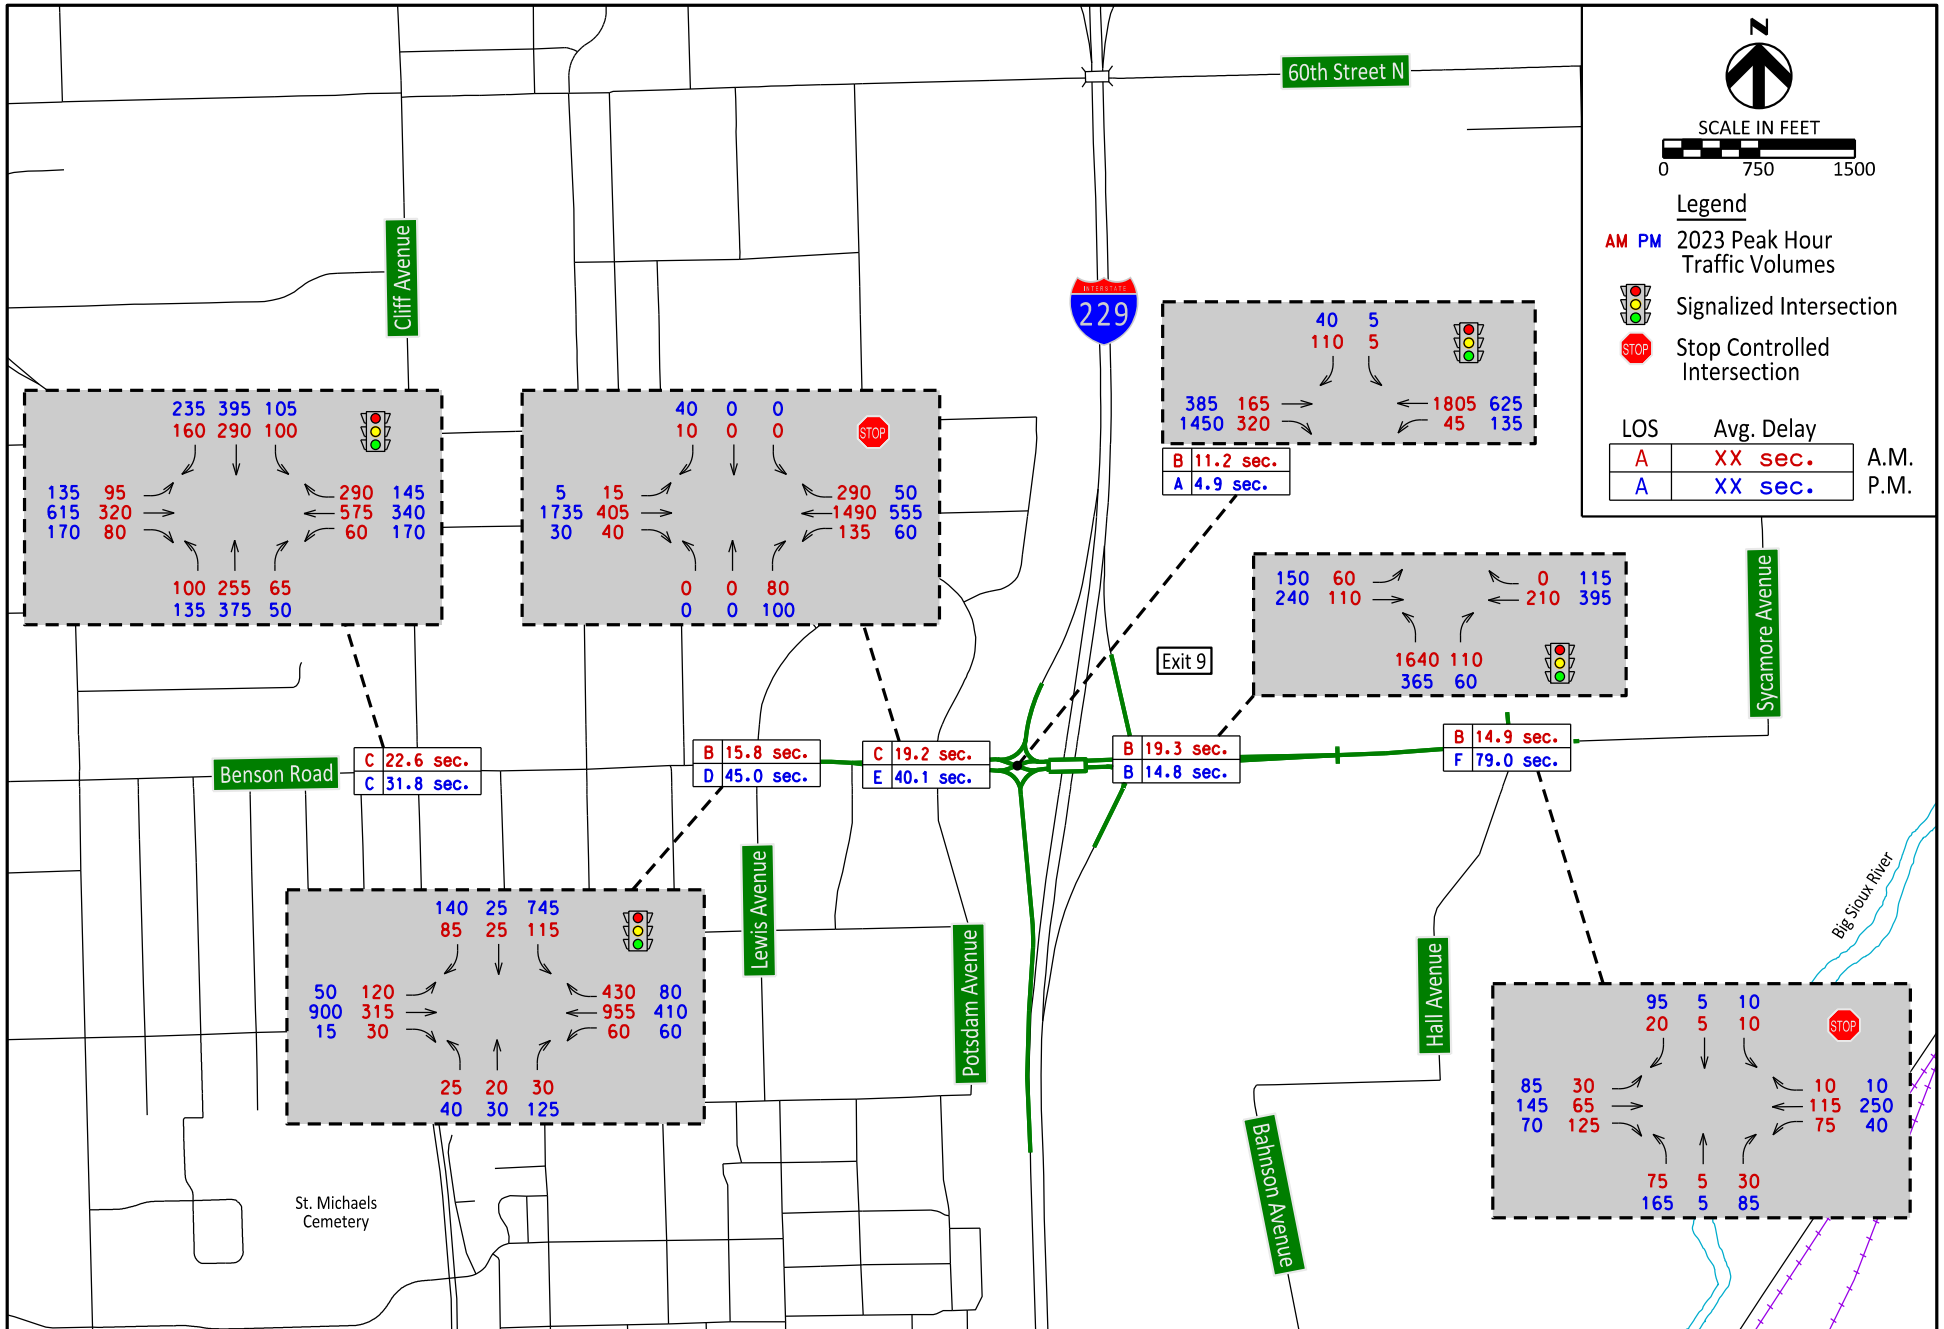 60th Street N
N
SCALE IN FEET
0 750 1500
Legend
AM PM 2023 Peak Hour
Traffic Volumes
Signalized Intersection
STOP Stop Controlled
Intersection
LOS Avg. Delay
A XX sec. A.M.
A XX sec. P.M.
Cliff Avenue
INTERSTATE
229
40 5
110 5
385 165 1805 625
1450 320 45 135
B 11.2 sec.
A 4.9 sec.
235 395 105
160 290 100
135 95 290 145
615 320 575 340
170 80 60 170
100 255 65
135 375 50
40 0 0
10 0 0
STOP
5 15 290 50
1735 405 1490 555
30 40 135 60
0 0 80
0 0 100
150 60 0 115
240 110 210 395
1640 110
365 60
Exit 9
Sycamore Avenue
Benson Road
C 22.6 sec.
C 31.8 sec.
B 15.8 sec.
D 45.0 sec.
C 19.2 sec.
E 40.1 sec.
B 19.3 sec.
B 14.8 sec.
B 14.9 sec.
F 79.0 sec.
140 25 745
85 25 115
50 120 430 80
900 315 955 410
15 30 60 60
25 20 30
40 30 125
Lewis Avenue
Potsdam Avenue
Hall Avenue
Bahnson Avenue
Big Sioux River
95 5 10
20 5 10
STOP
85 30 10 10
145 65 115 250
70 125 75 40
75 5 30
165 5 85
St. Michaels
Cemetery